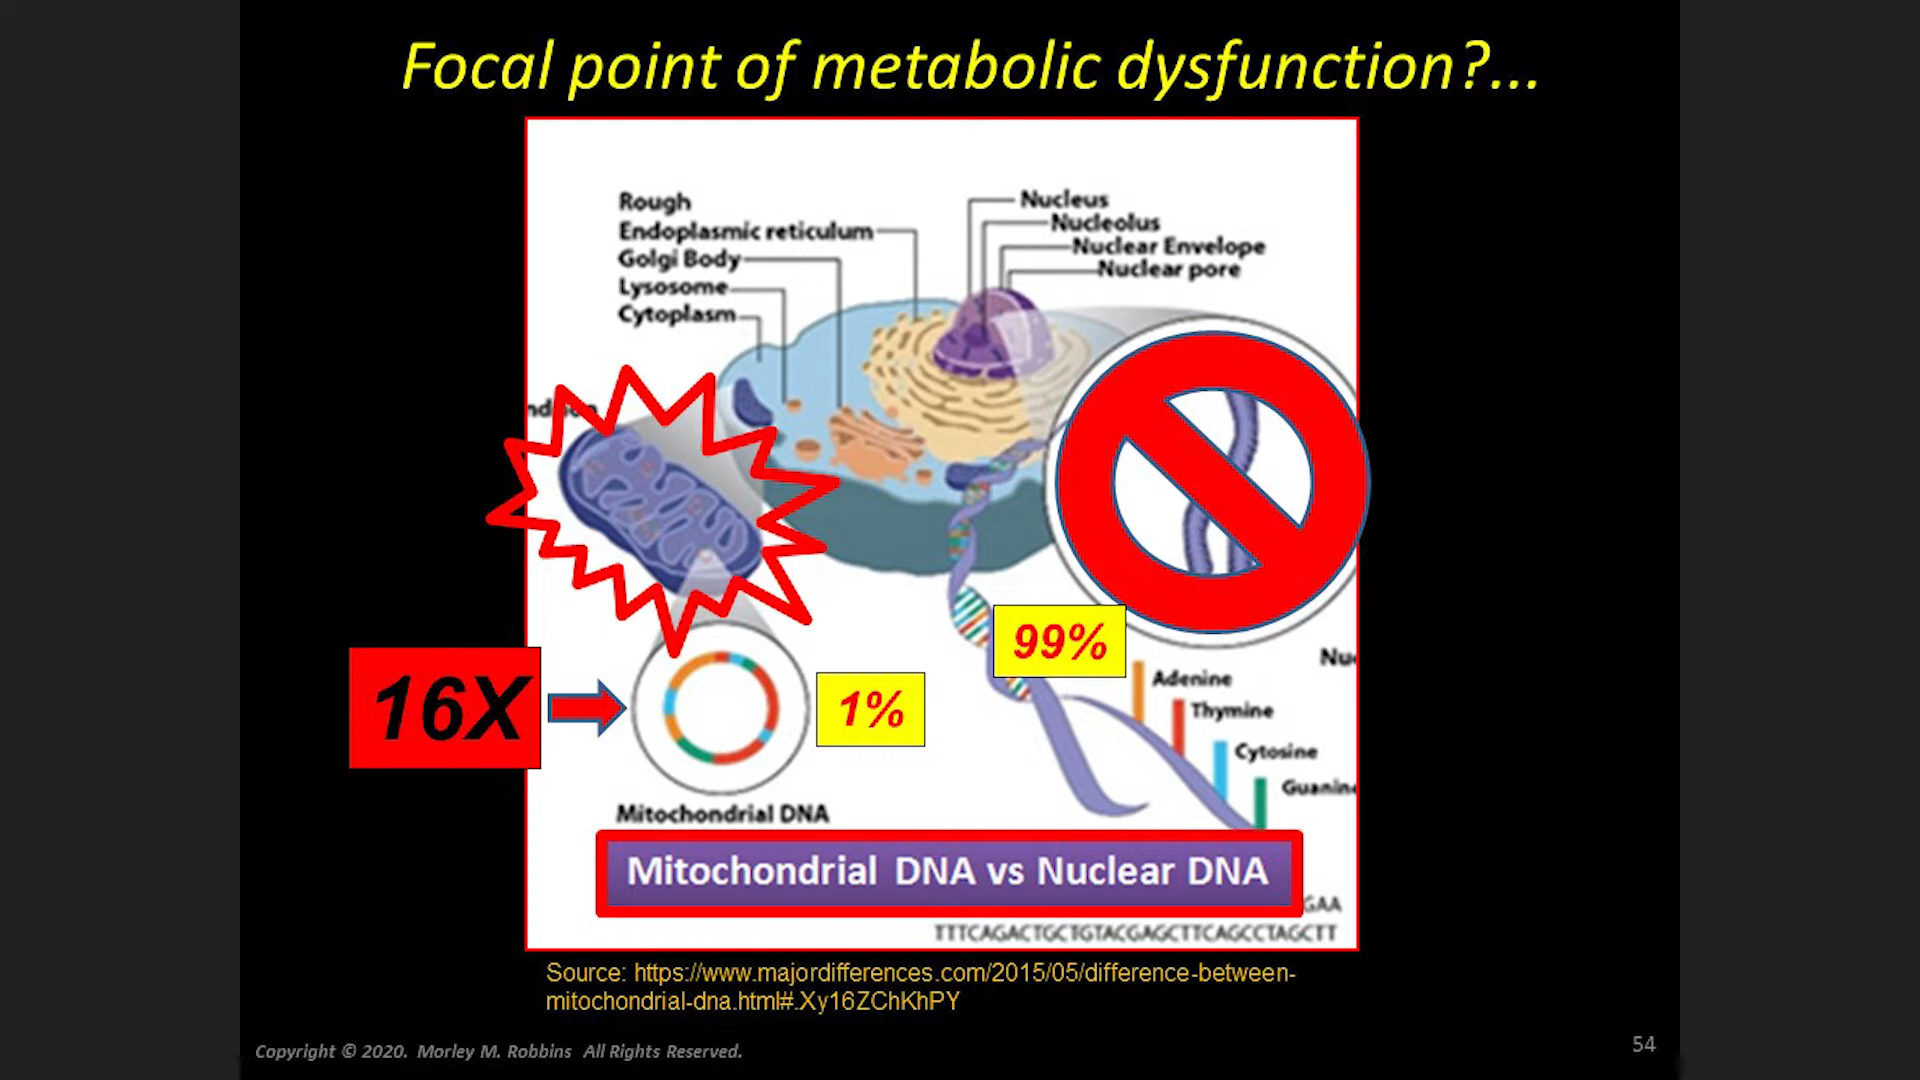 Focal point of metabolic dysfunction?...
Rough
Endoplasmic reticulum
Golgi Body
Lysosome
Cytoplasm
Nucleus
Nucleolus
Nuclear Envelope
Nuclear pore
99%
16X
1%
Adenine
Thymine
Cytosine
Guanin
Mitochondrial DNA
Mitochondrial DNA vs Nuclear DNA
GAA
TTTCAGACTGCTGTACGAGCTTCAGCCTAGCTT
Source: https://www.majordifferences.com/2015/05/difference-between-
mitochondrial-dna.html#.Xy16ZChKhPY
Copyright © 2020. Morley M. Robbins All Rights Reserved.
54